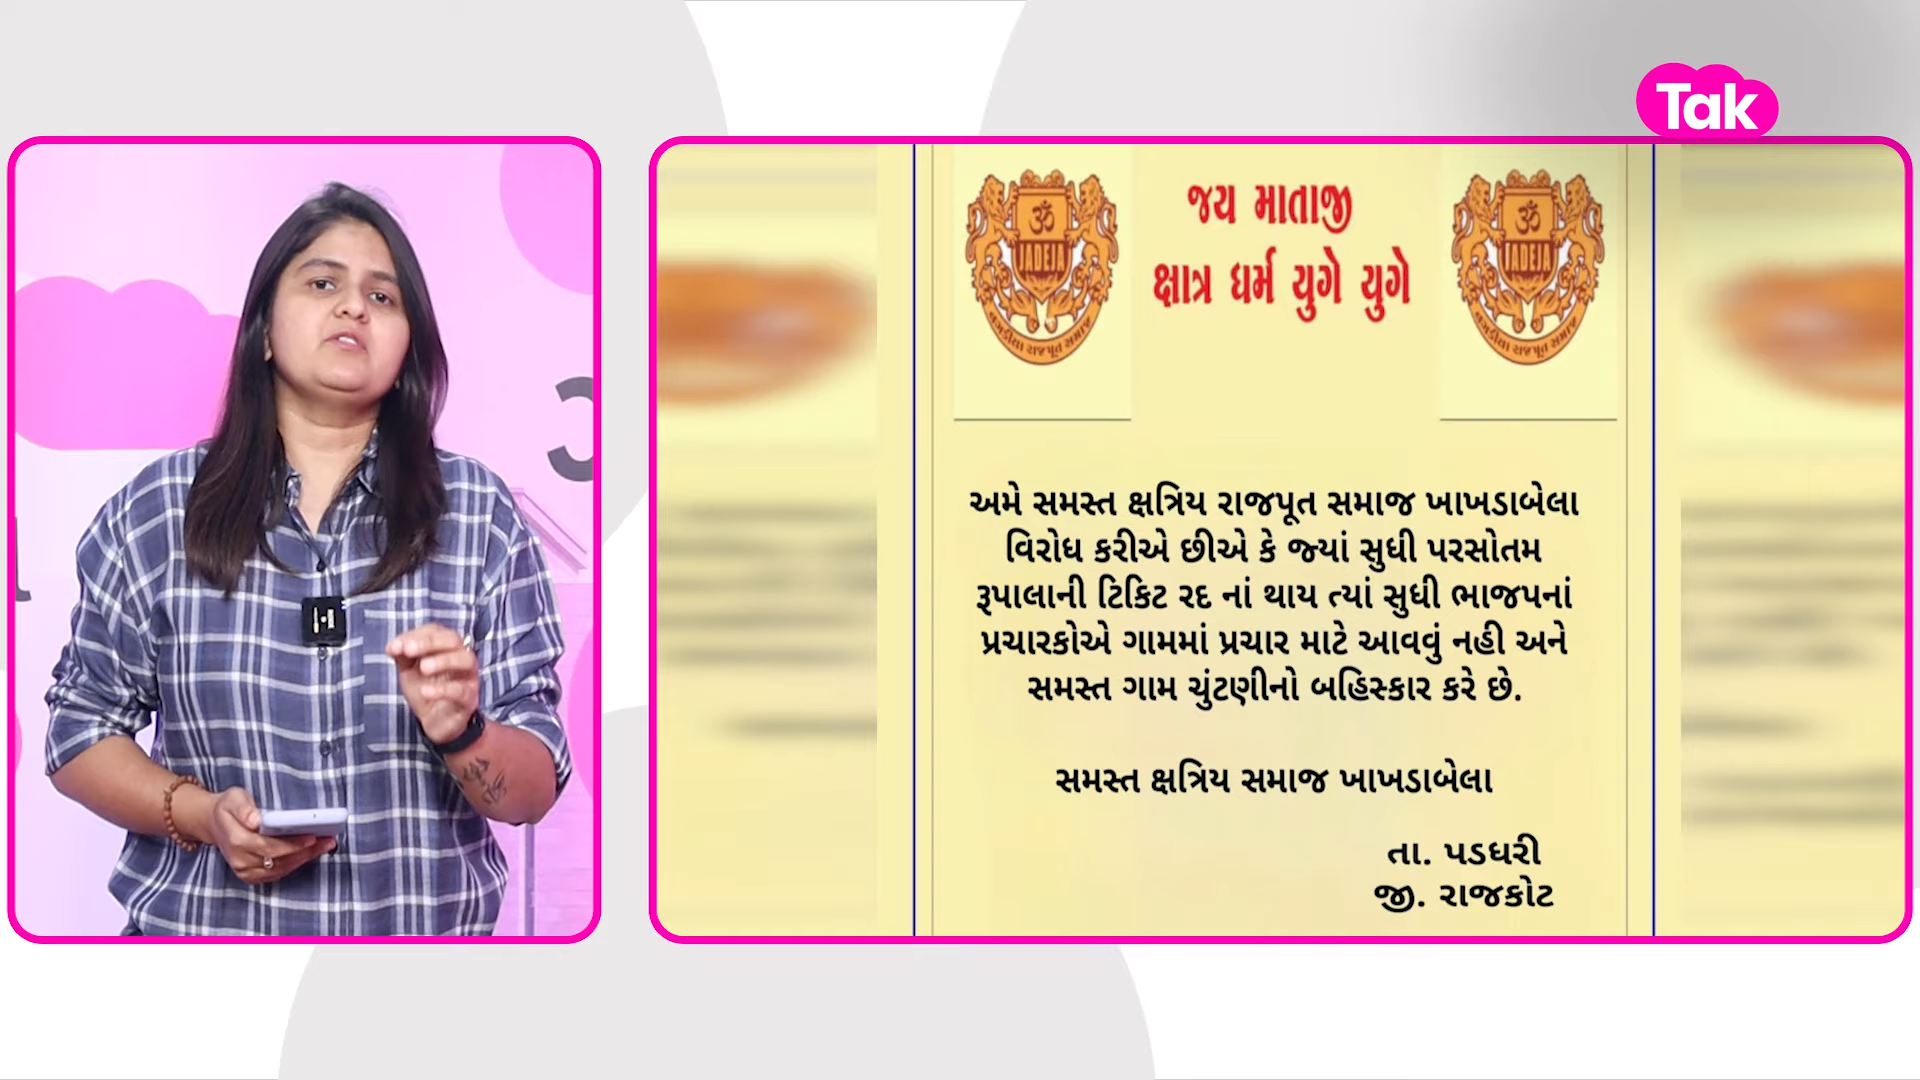 Tak
જય માતાજી
ક્ષાત્ર ધર્મ યુગે યુગે
ૐ
JADEJA
ૐ
JADEJA
અમે સમસ્ત ક્ષત્રિય રાજપૂત સમાજ ખાખડાબેલા
વિરોધ કરીએ છીએ કે જ્યાં સુધી પરસોતમ
રૂપાલાની ટિકિટ રદ નાં થાય ત્યાં સુધી ભાજપનાં
પ્રચારકોએ ગામમાં પ્રચાર માટે આવવું નહી અને
સમસ્ત ગામ ચુંટણીનો બહિસ્કાર કરે છે.
સમસ્ત ક્ષત્રિય સમાજ ખાખડાબેલા
તા. પડધરી
જી. રાજકોટ